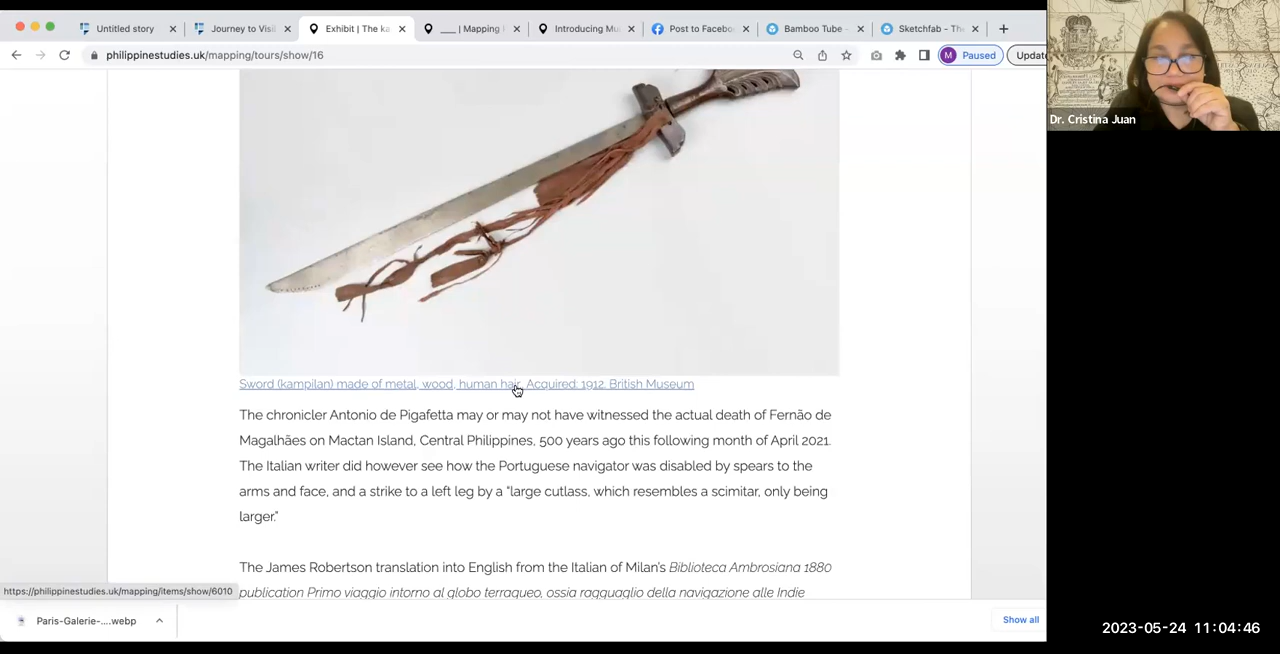 Untitled story
Journey to Visi
Exhibit | The ka
___ | Mapping
Introducing Mu
Post to Facebo
Bamboo Tube -
Sketchfab - The
philippinestudies.uk/mapping/tours/show/16
M Paused
Update
Dr. Cristina Juan
Sword (kampilan) made of metal, wood, human hair. Acquired: 1912. British Museum
The chronicler Antonio de Pigafetta may or may not have witnessed the actual death of Fernão de
Magalhães on Mactan Island, Central Philippines, 500 years ago this following month of April 2021.
The Italian writer did however see how the Portuguese navigator was disabled by spears to the
arms and face, and a strike to a left leg by a “large cutlass, which resembles a scimitar, only being
larger.”
The James Robertson translation into English from the Italian of Milan’s Biblioteca Ambrosiana 1880
publication Primo viaggio intorno al globo terraqueo, ossia ragguaglio della navigazione alle Indie
https://philippinestudies.uk/mapping/items/show/6010
Paris-Galerie-....webp
Show all
2023-05-24 11:04:46